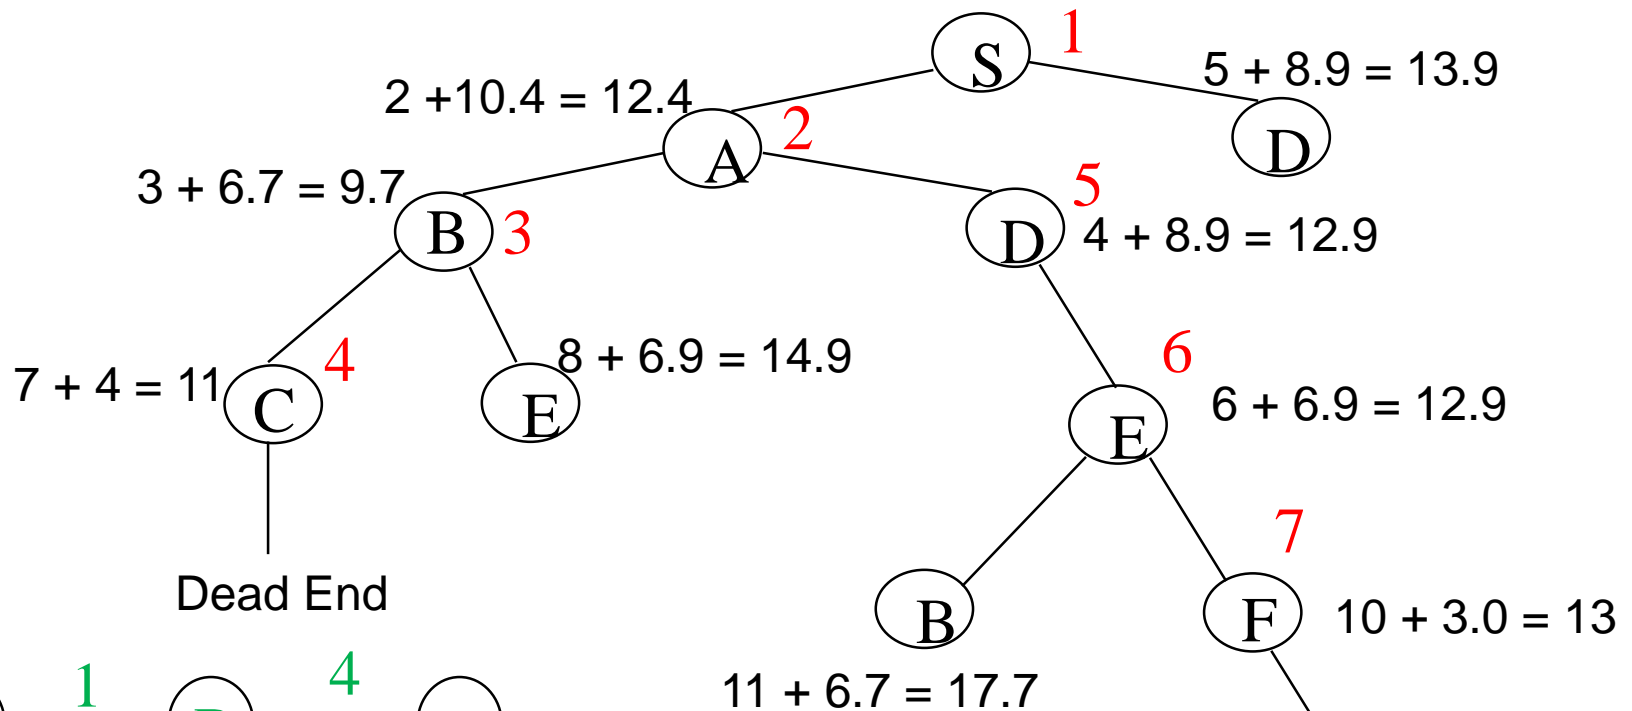 S 1
5 + 8.9 = 13.9
2 +10.4 = 12.4
A 2
D
3 + 6.7 = 9.7
B 3
5
D 4 + 8.9 = 12.9
7 + 4 = 11
C 4
8 + 6.9 = 14.9
E
6
E 6 + 6.9 = 12.9
7
Dead End
B
F 10 + 3.0 = 13
11 + 6.7 = 17.7
1 4